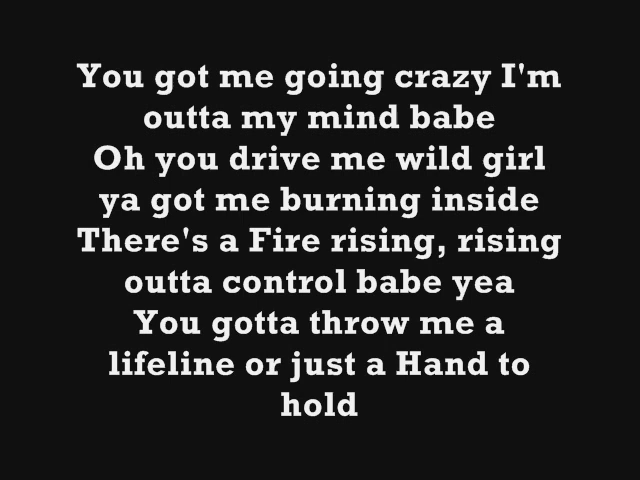 You got me going crazy I'm
outta my mind babe
Oh you drive me wild girl
ya got me burning inside
There's a Fire rising, rising
outta control babe yea
You gotta throw me a
lifeline or just a Hand to
hold